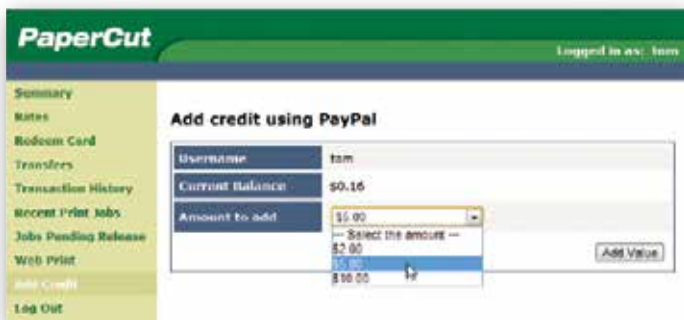 PaperCut
Logged in as: tom
Summary
Rates
Redeem Card
Transfers
Transaction History
Recent Print Jobs
Jobs Pending Release
Web Print
Add Credit
Log Out
Add credit using PayPal
Username tom
Current Balance $0.16
Amount to add $5.00
--- Select the amount ---
$2.00
$5.00
$10.00
Add Value